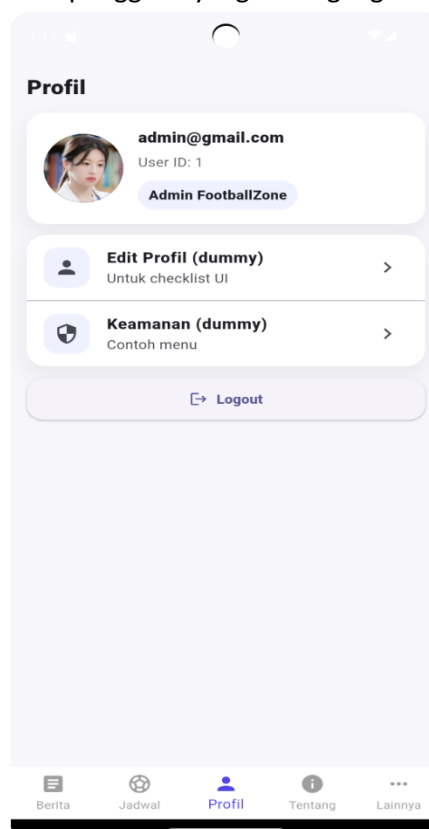 Profil
admin@gmail.com
User ID: 1
Admin FootballZone
Edit Profil (dummy)
Untuk checklist UI
Keamanan (dummy)
Contoh menu
Logout
Berita
Jadwal
Profil
Tentang
Lainnya